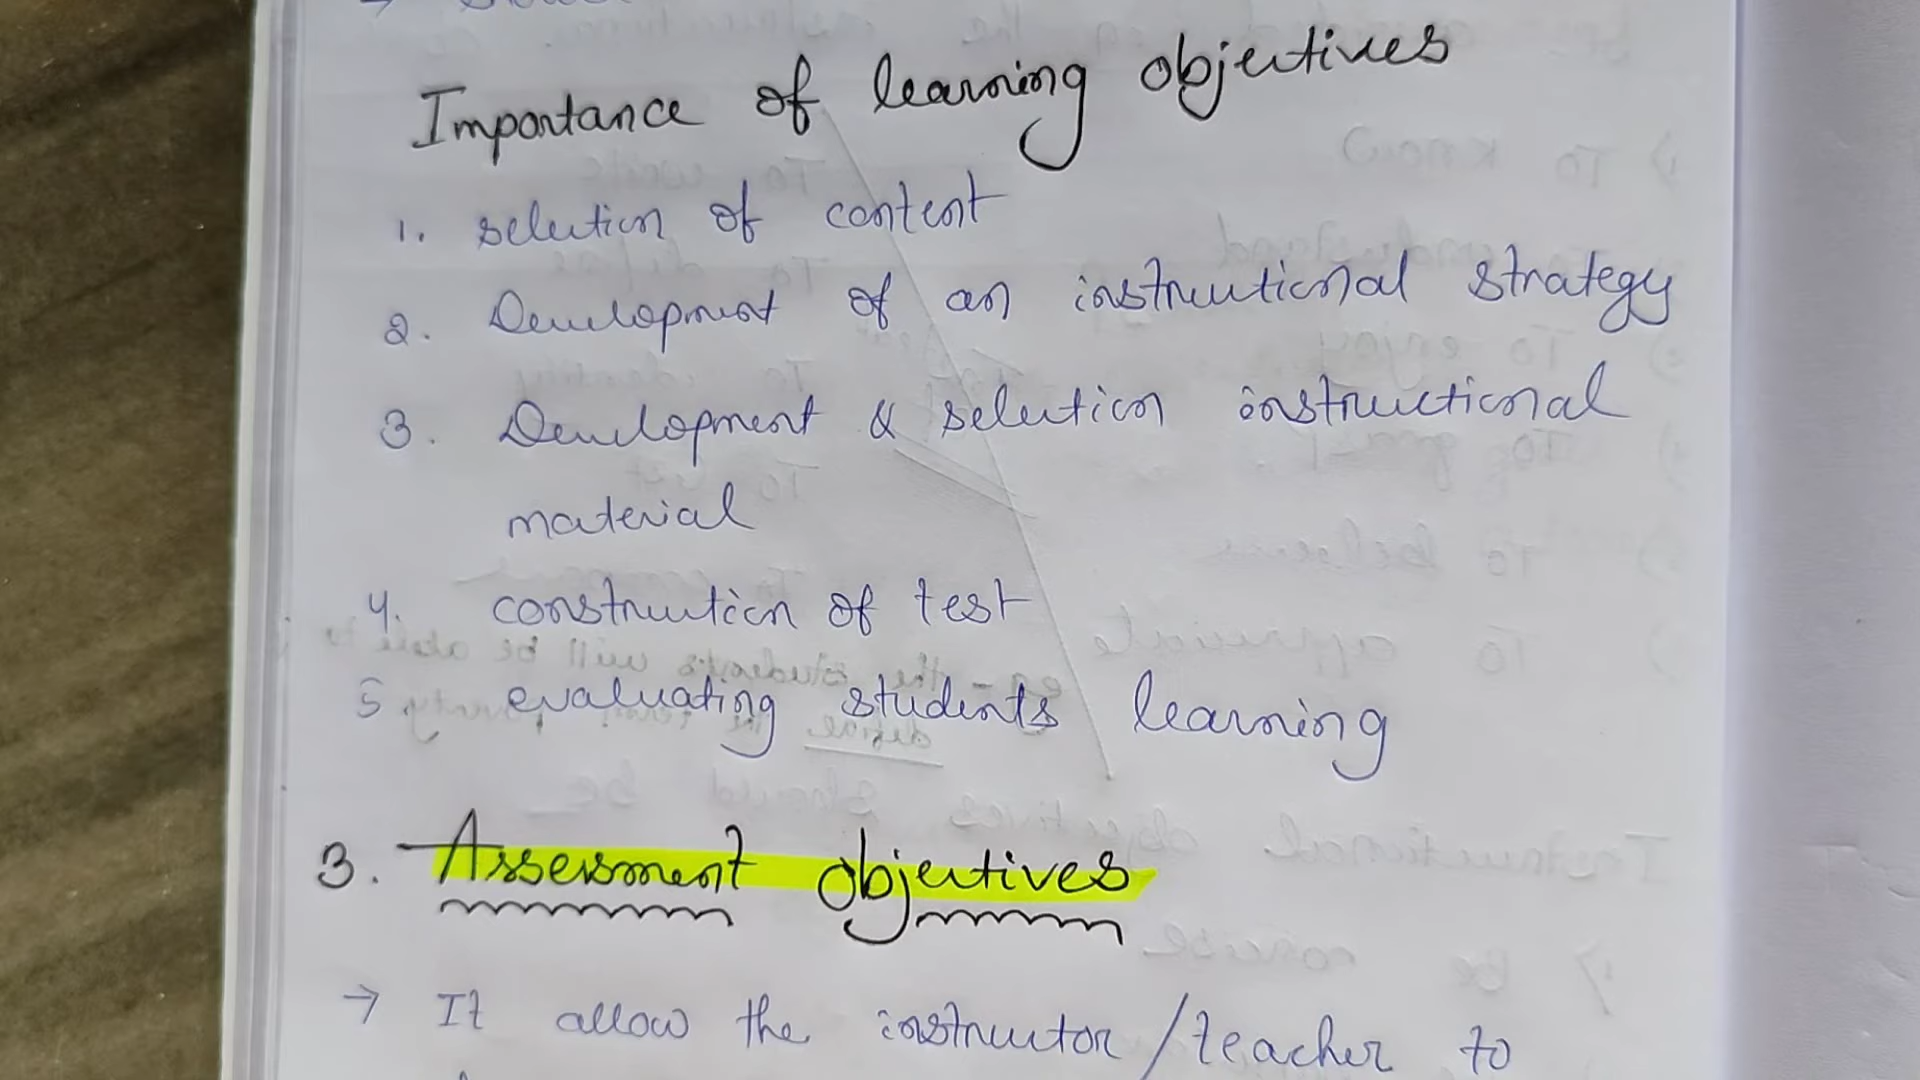 Importance of learning objectives
1. selection of content
2. Development of an instructional strategy
3. Development & selection instructional
material
4. construction of test
5. evaluating students learning
3. Assessment objectives
→ It allow the instructor/teacher to